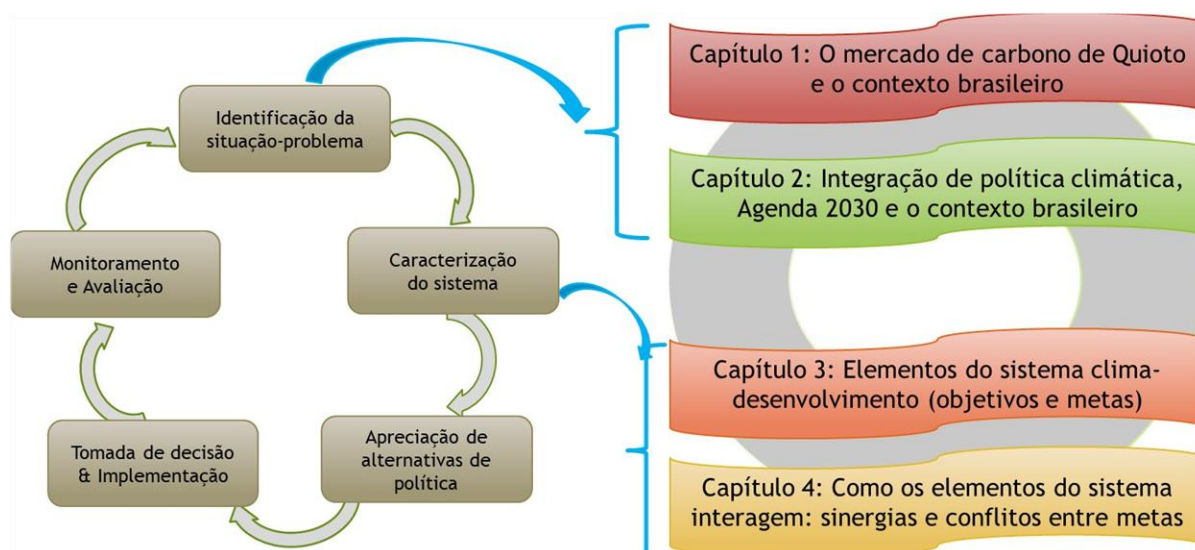 Identificação da
situação-problema
Caracterização
do sistema
Apreciação de
alternativas de
política
Tomada de decisão
& Implementação
Monitoramento
e Avaliação
Capítulo 1: O mercado de carbono de Quioto
e o contexto brasileiro
Capítulo 2: Integração de política climática,
Agenda 2030 e o contexto brasileiro
Capítulo 3: Elementos do sistema clima-
desenvolvimento (objetivos e metas)
Capítulo 4: Como os elementos do sistema
interagem: sinergias e conflitos entre metas